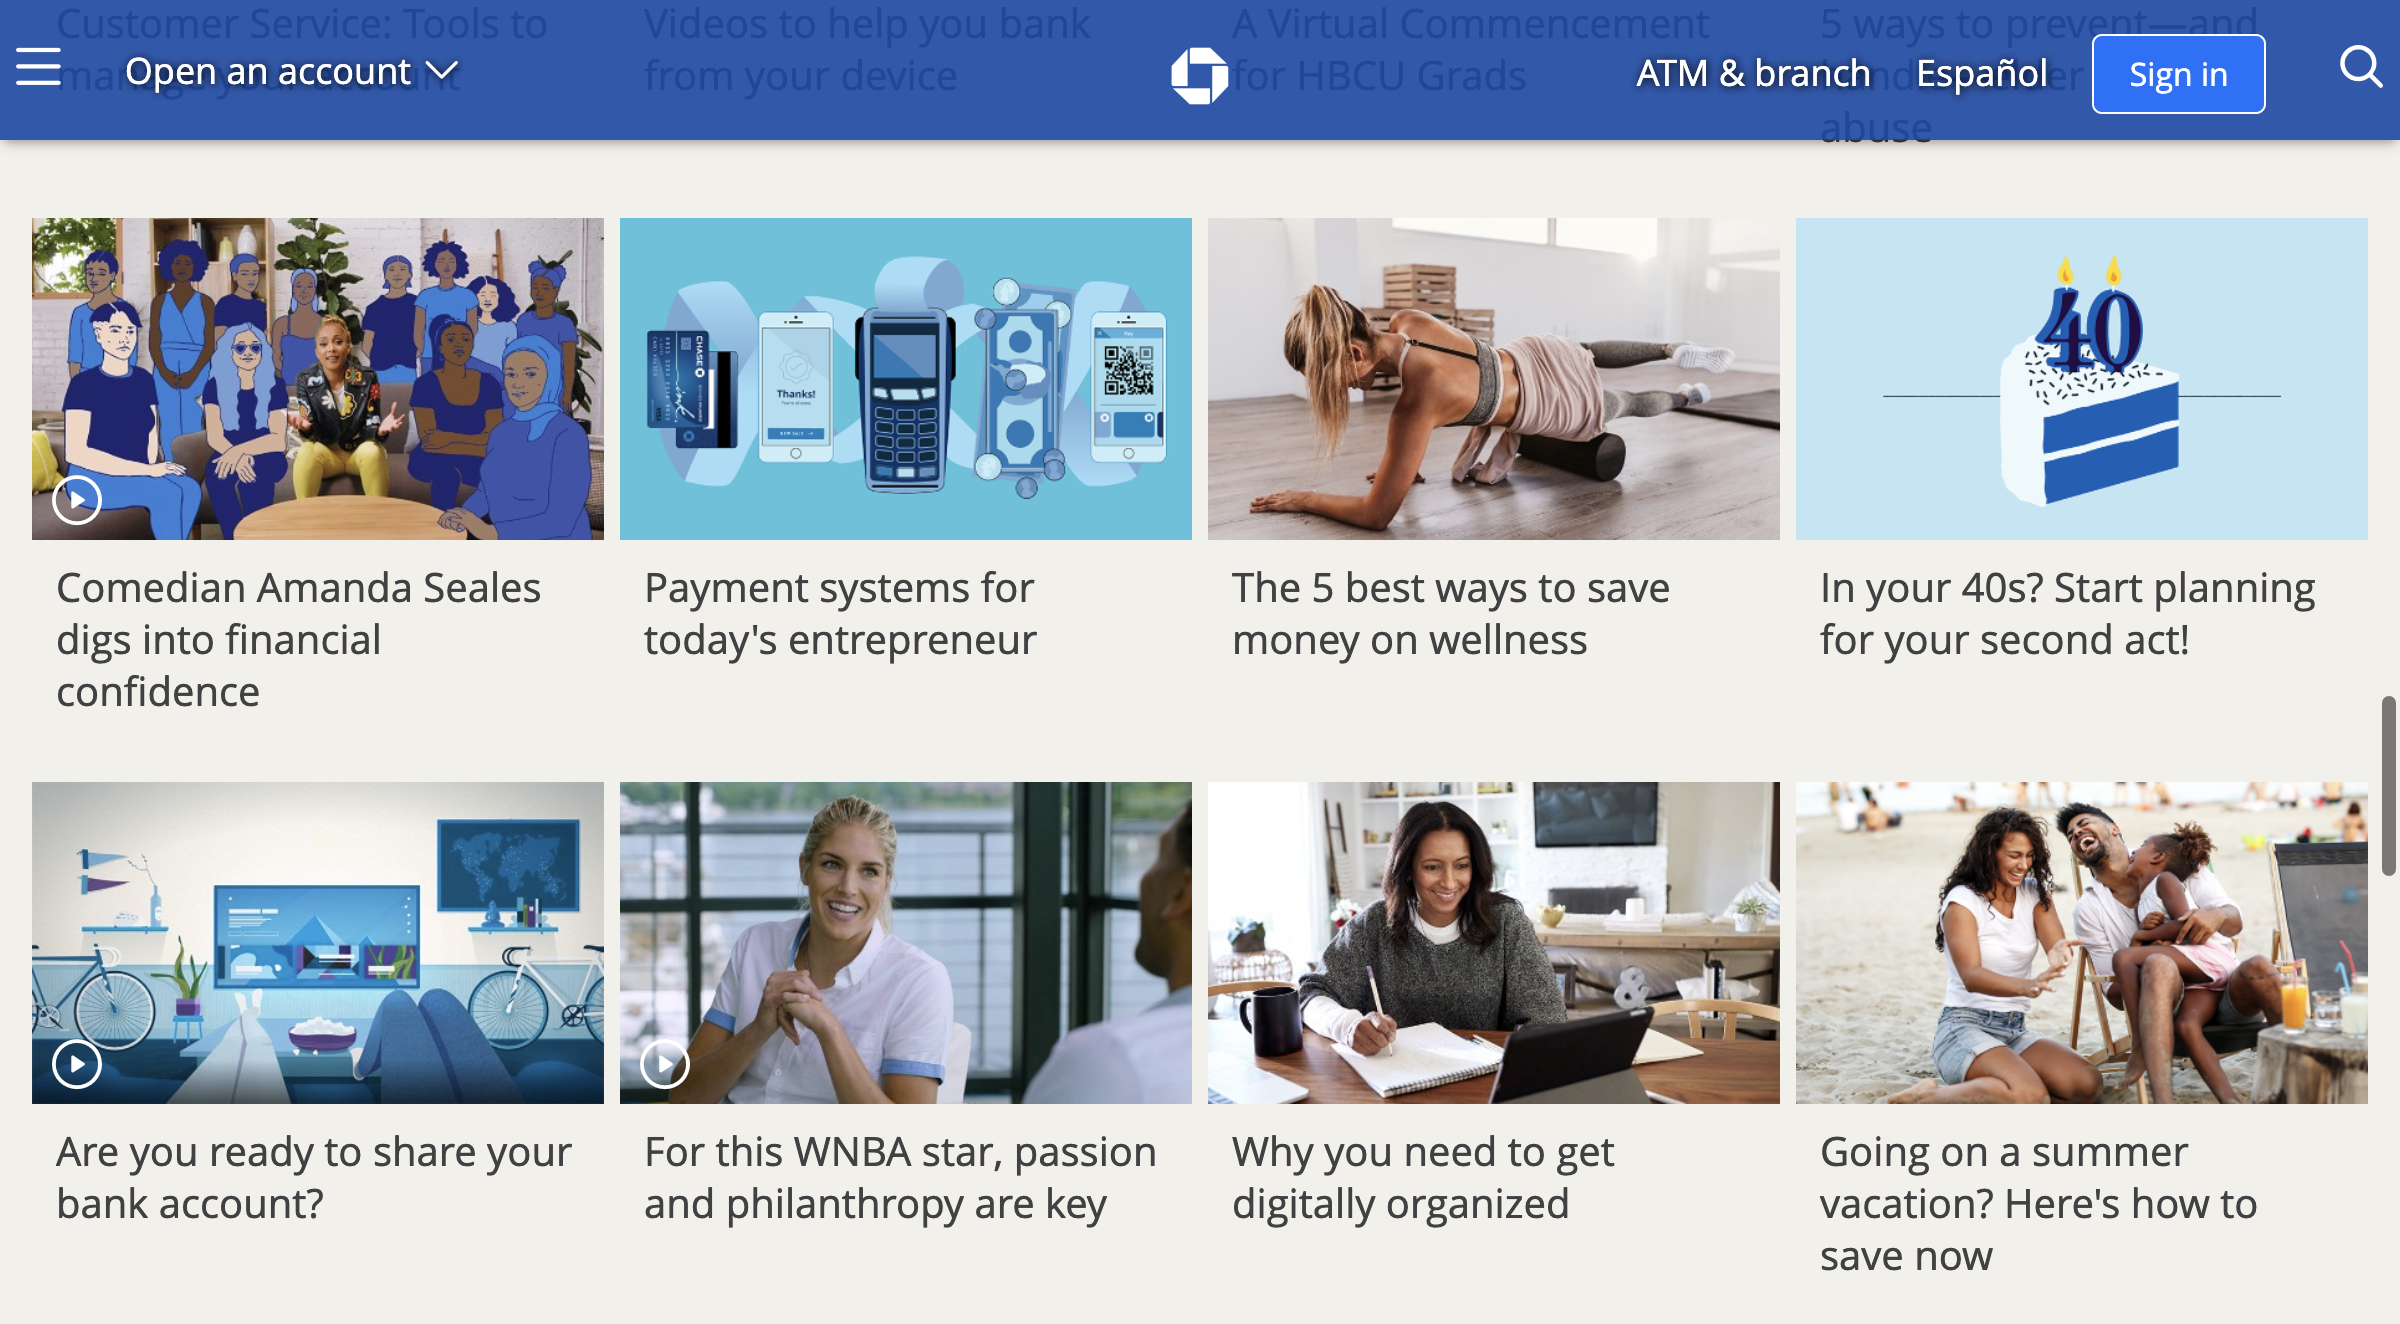 Customer Service: Tools to
manage your account
Videos to help you bank
from your device
A Virtual Commencement
for HBCU Grads
5 ways to prevent—and
abuse
Open an account
ATM & branch
Español
Sign in
CHASE
Thanks!
Pay
40
Comedian Amanda Seales
digs into financial
confidence
Payment systems for
today's entrepreneur
The 5 best ways to save
money on wellness
In your 40s? Start planning
for your second act!
&
Are you ready to share your
bank account?
For this WNBA star, passion
and philanthropy are key
Why you need to get
digitally organized
Going on a summer
vacation? Here's how to
save now